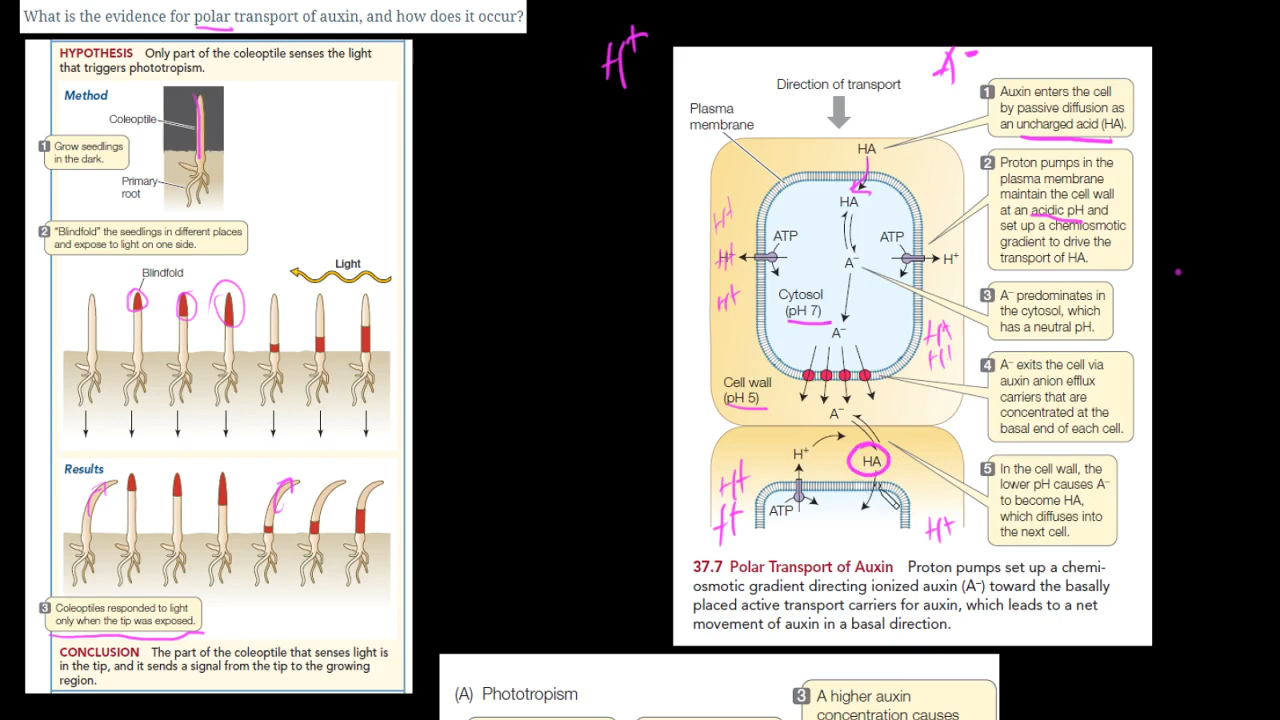 What is the evidence for polar transport of auxin, and how does it occur?
HYPOTHESIS Only part of the coleoptile senses the light
that triggers phototropism.
Method
Coleoptile
1 Grow seedlings
in the dark.
Primary
root
2 "Blindfold" the seedlings in different places
and expose to light on one side.
Blindfold
Light
Results
3 Coleoptiles responded to light
only when the tip was exposed.
CONCLUSION The part of the coleoptile that senses light is
in the tip, and it sends a signal from the tip to the growing
region.
H+
A-
Direction of transport
Plasma
membrane
HA
HA
H+
ATP
ATP
H+
H+
A-
H+
H+
Cytosol
(pH 7)
A-
H+
H+
Cell wall
(pH 5)
A-
H+
HA
H+
H+
ATP
H+
1 Auxin enters the cell
by passive diffusion as
an uncharged acid (HA).
2 Proton pumps in the
plasma membrane
maintain the cell wall
at an acidic pH and
set up a chemiosmotic
gradient to drive the
transport of HA.
3 A- predominates in
the cytosol, which
has a neutral pH.
4 A- exits the cell via
auxin anion efflux
carriers that are
concentrated at the
basal end of each cell.
5 In the cell wall, the
lower pH causes A-
to become HA,
which diffuses into
the next cell.
37.7 Polar Transport of Auxin Proton pumps set up a chemi-
osmotic gradient directing ionized auxin (A-) toward the basally
placed active transport carriers for auxin, which leads to a net
movement of auxin in a basal direction.
(A) Phototropism
3 A higher auxin
concentration causes